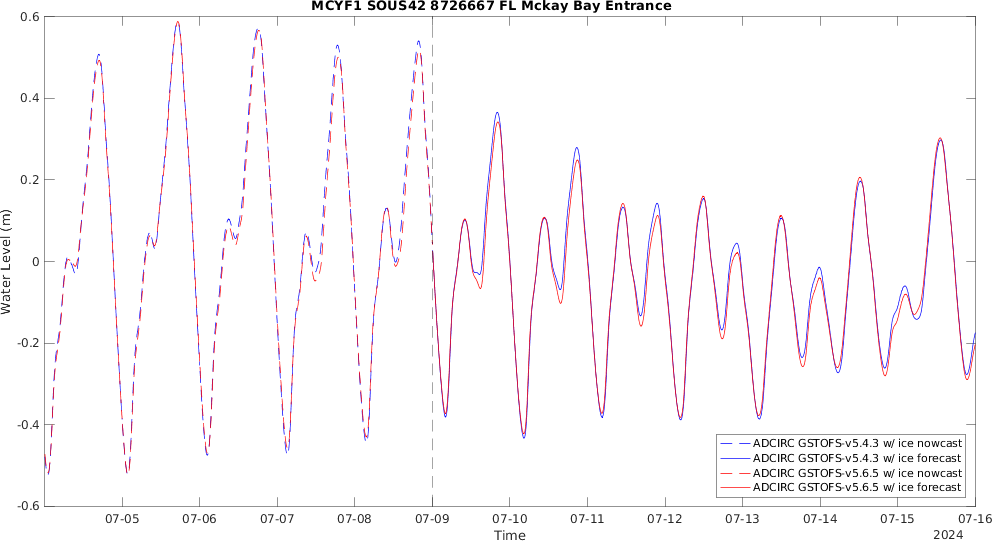 MCYF1 SOUS42 8726667 FL Mckay Bay Entrance
0.6
0.4
0.2
0
-0.2
-0.4
-0.6
Water Level (m)
07-05 07-06 07-07 07-08 07-09 07-10 07-11 07-12 07-13 07-14 07-15 07-16
Time
2024
ADCIRC GSTOFS-v5.4.3 w/ ice nowcast
ADCIRC GSTOFS-v5.4.3 w/ ice forecast
ADCIRC GSTOFS-v5.6.5 w/ ice nowcast
ADCIRC GSTOFS-v5.6.5 w/ ice forecast